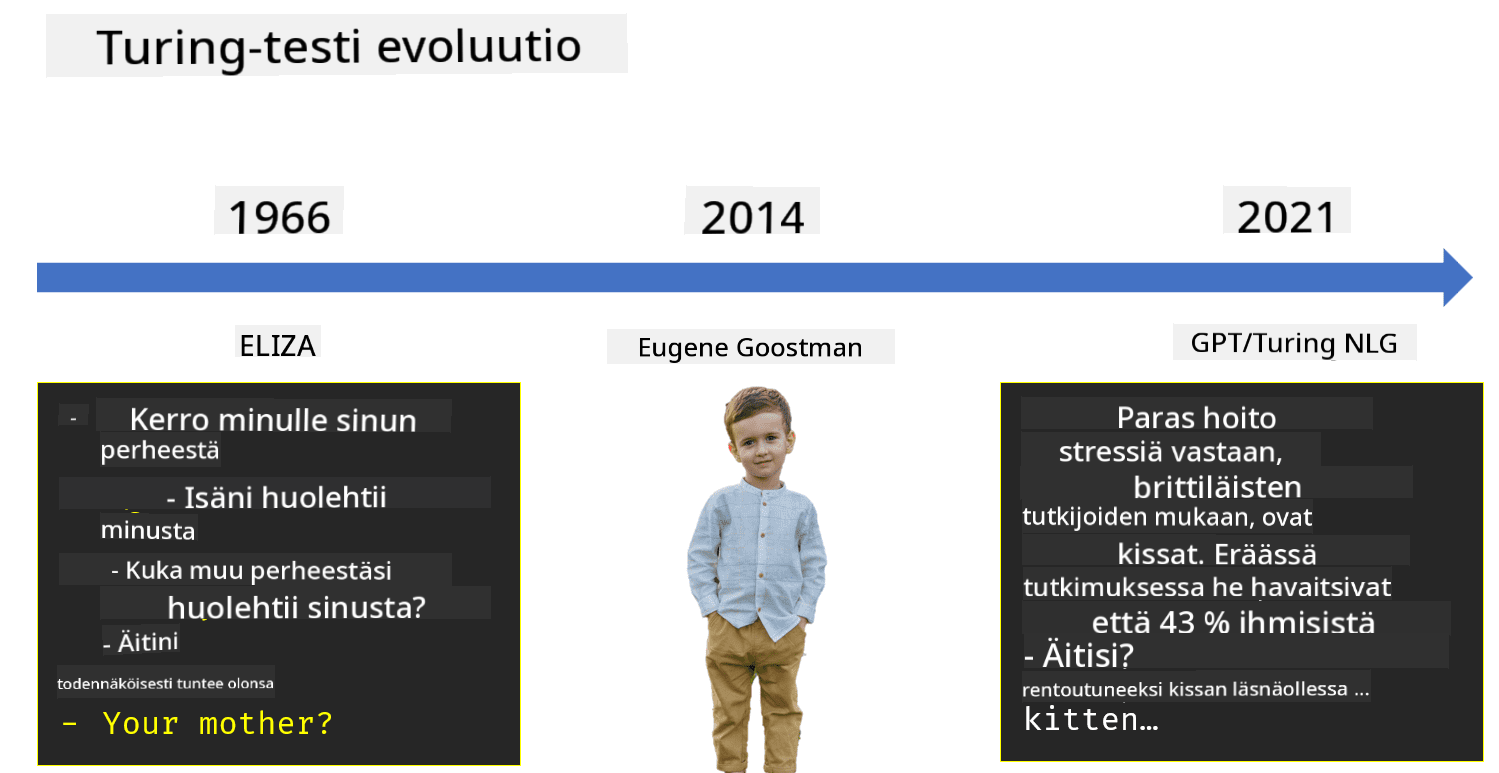 Turing-testi evoluutio
1966
2014
2021
ELIZA
Eugene Goostman
GPT/Turing NLG
- Kerro minulle sinun
perheestä
- Isäni huolehtii
minusta
- Kuka muu perheestäsi
huolehtii sinusta?
- Äitini
todennäköisesti tuntee olonsa
- Your mother?
Paras hoito
stressiä vastaan,
brittiläisten
tutkijoiden mukaan, ovat
kissat. Eräässä
tutkimuksessa he havaitsivat
että 43 % ihmisistä
- Äitisi?
rentoutuneeksi kissan läsnäollessa ...
kitten…